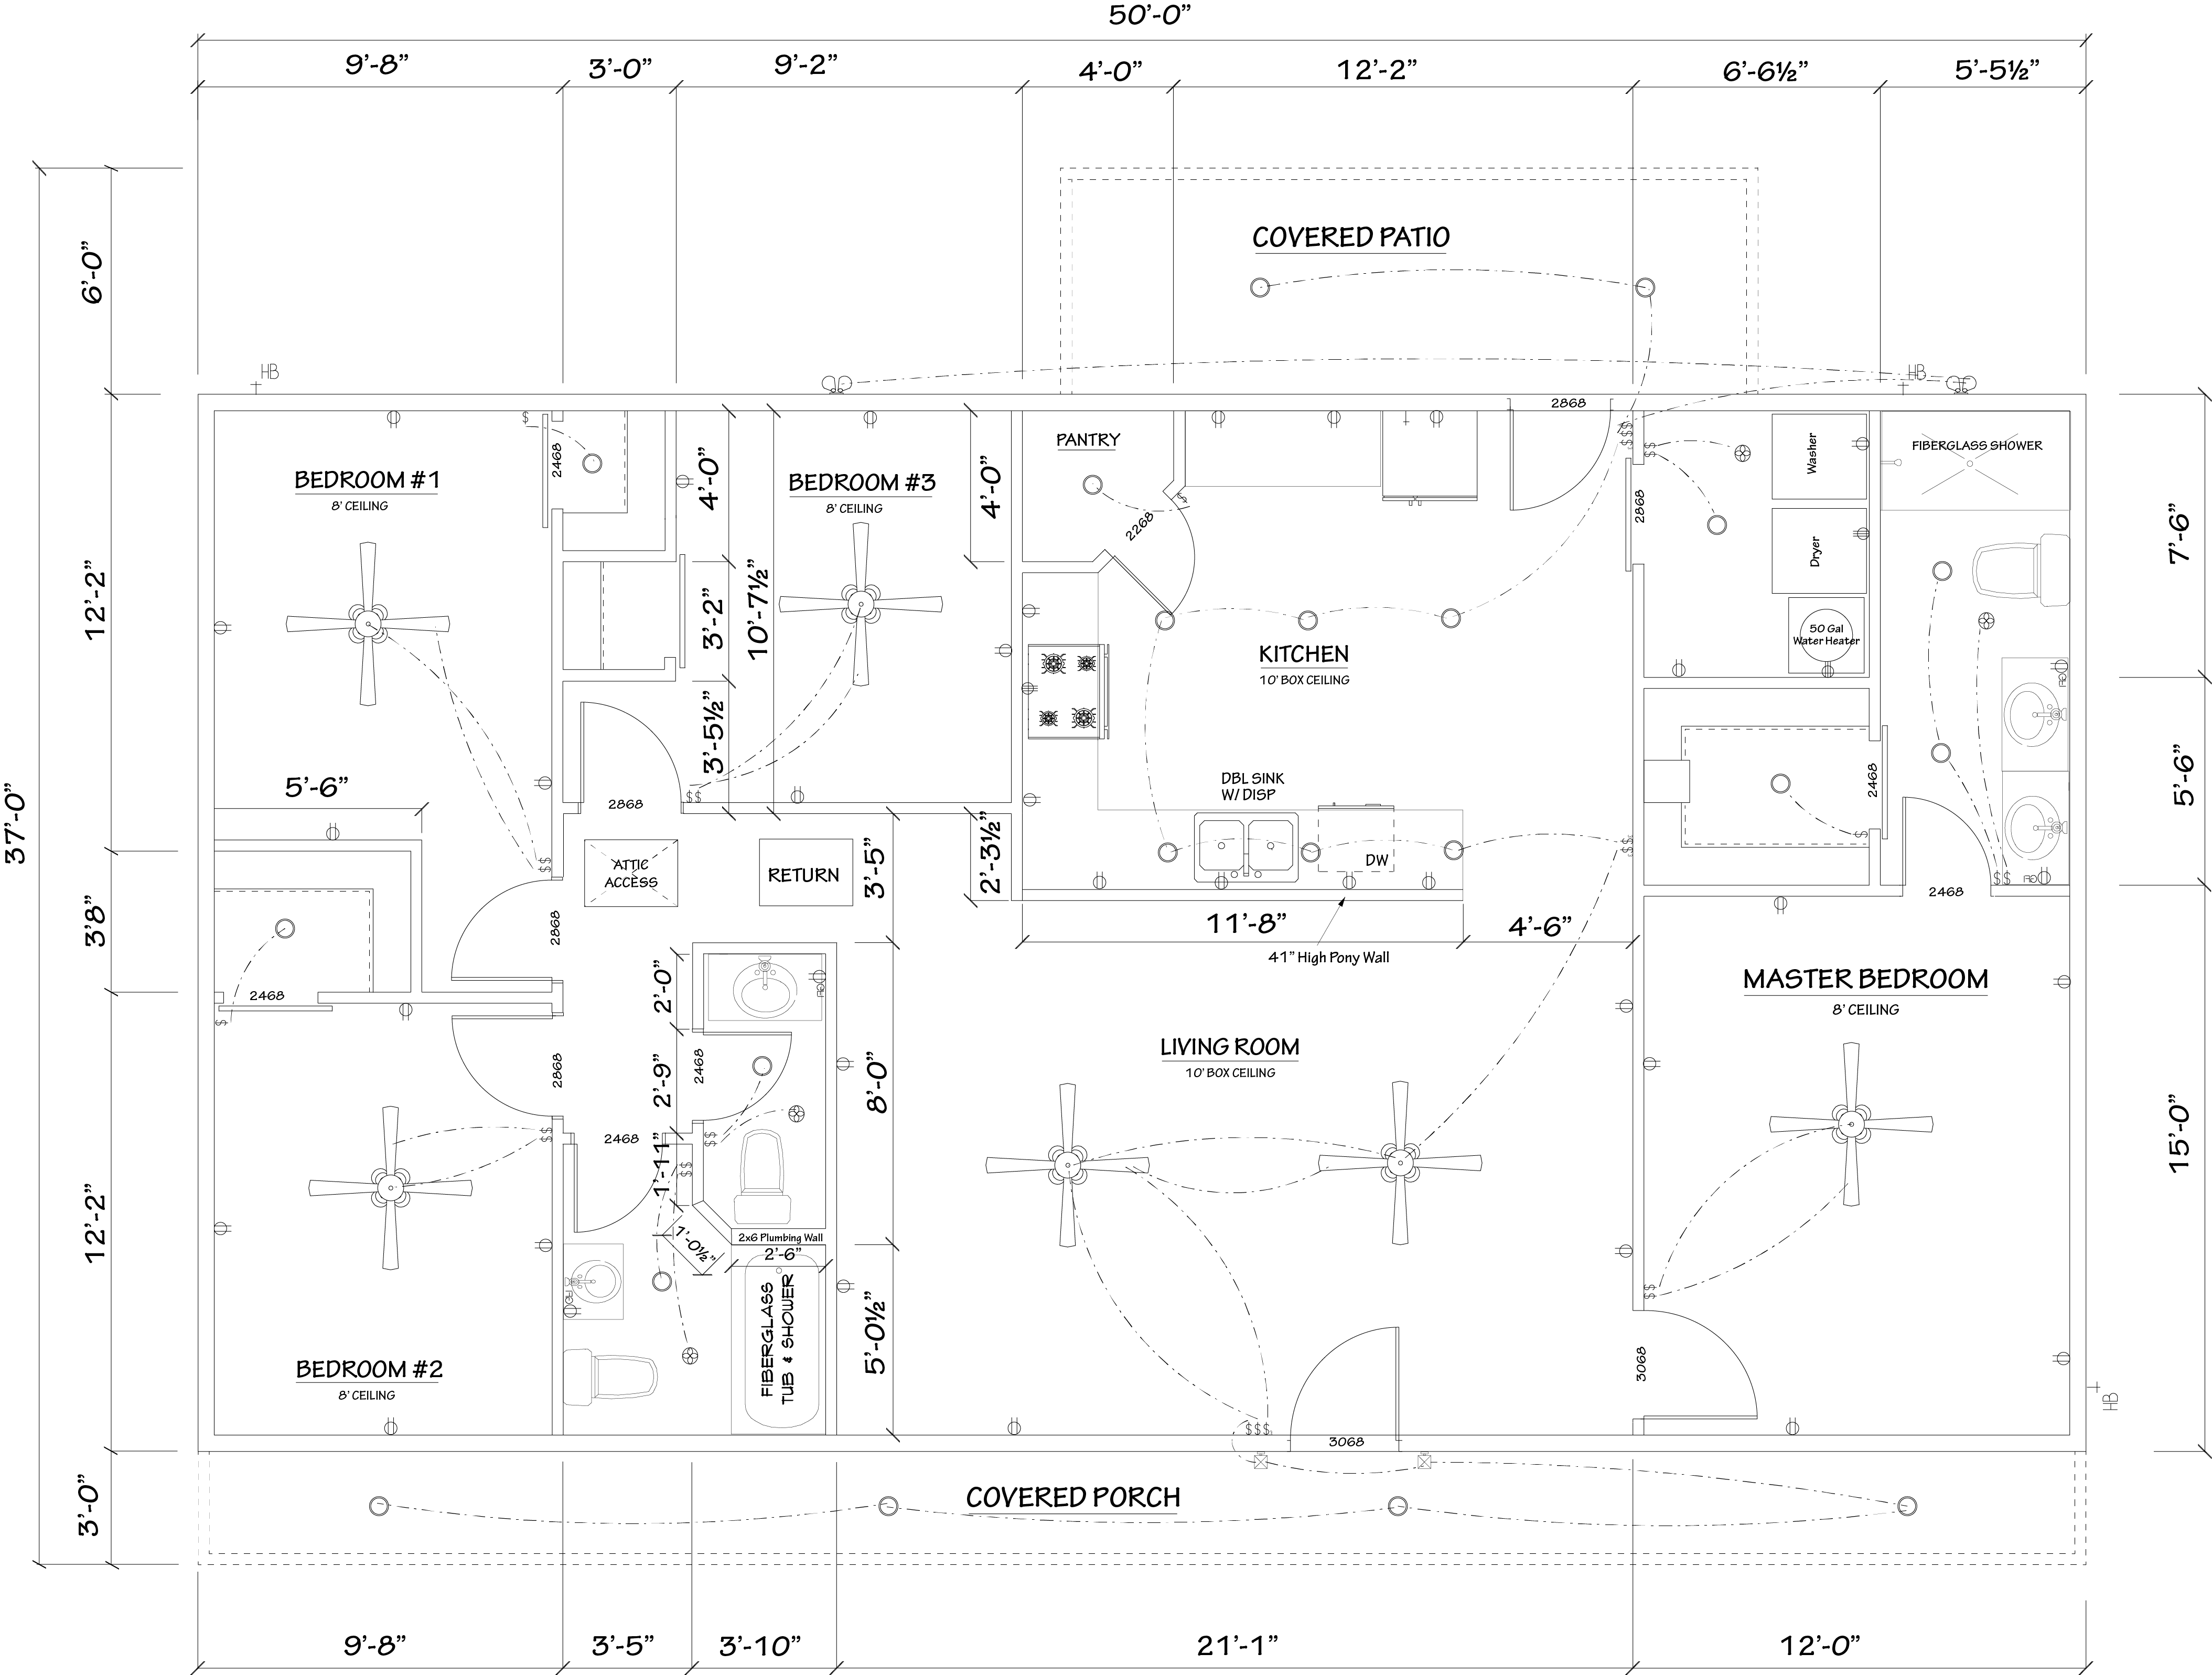 50'-0"
9'-8"
3'-0"
9'-2"
4'-0"
12'-2"
6'-6½"
5'-5½"
6'-0"
COVERED PATIO
HB
HB
2868
$
2468
PANTRY
$
2268
$$$
$$
2868
Washer
FIBERGLASS SHOWER
BEDROOM #1
8' CEILING
4'-0"
BEDROOM #3
8' CEILING
4'-0"
Dryer
7'-6"
12'-2"
3'-2"
10'-7½"
50 Gal
Water Heater
KITCHEN
10' BOX CEILING
3'-5½"
5'-6"
DBL SINK
W/ DISP
2468
5'-6"
37'-0"
2868
$$
2'-3½"
DW
$$
$
$$
2468
$$
ATTIC
ACCESS
RETURN
3'-5"
3'8"
2868
11'-8"
4'-6"
41" High Pony Wall
2468
$
2'-0"
MASTER BEDROOM
8' CEILING
LIVING ROOM
10' BOX CEILING
2868
2'-9"
2468
8'-0"
15'-0"
$$
2468
$$
1'-11"
$$
12'-2"
1'-0½"
2x6 Plumbing Wall
2'-6"
FIBERGLASS
TUB & SHOWER
5'-0½"
$$
3068
BEDROOM #2
8' CEILING
HB
$$$
3068
3'-0"
COVERED PORCH
9'-8"
3'-5"
3'-10"
21'-1"
12'-0"